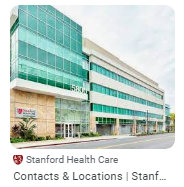 Stanford Health Care
Contacts & Locations | Stanf...